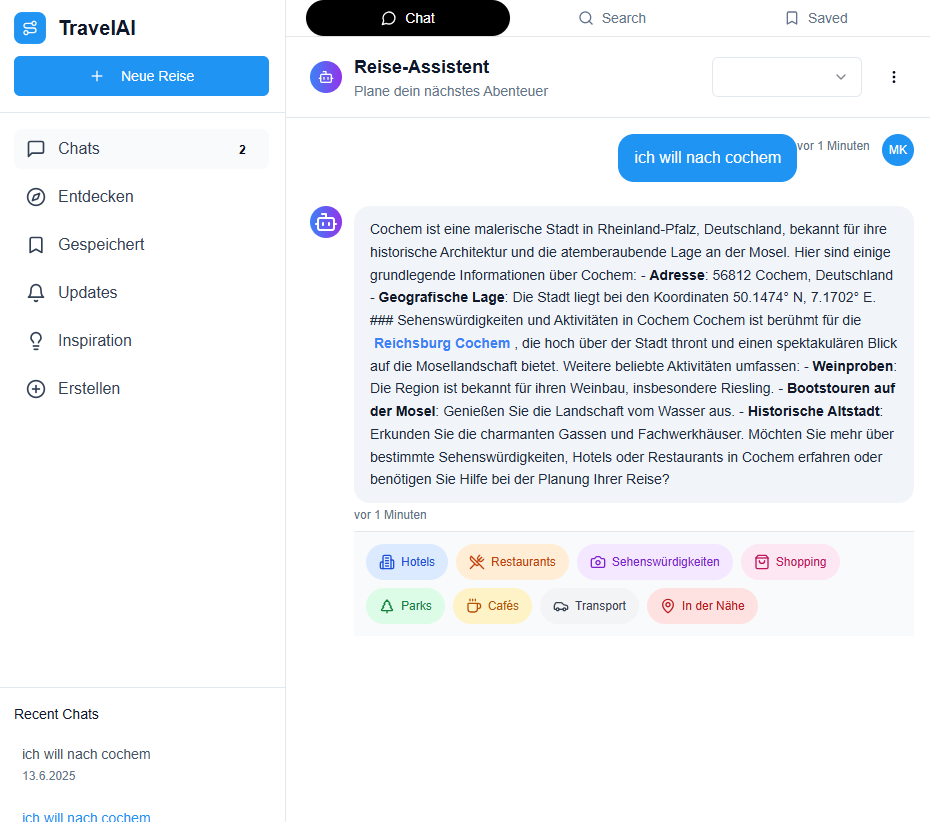 TravelAI
Neue Reise
Chats
2
Entdecken
Gespeichert
Updates
Inspiration
Erstellen
Recent Chats
ich will nach cochem
13.6.2025
ich will nach cochem
Chat
Search
Saved
Reise-Assistent
Plane dein nächstes Abenteuer
ich will nach cochem
vor 1 Minuten
MK
Cochem ist eine malerische Stadt in Rheinland-Pfalz, Deutschland, bekannt für ihre
historische Architektur und die atemberaubende Lage an der Mosel. Hier sind einige
grundlegende Informationen über Cochem: - Adresse: 56812 Cochem, Deutschland
- Geografische Lage: Die Stadt liegt bei den Koordinaten 50.1474° N, 7.1702° E.
### Sehenswürdigkeiten und Aktivitäten in Cochem Cochem ist berühmt für die
Reichsburg Cochem , die hoch über der Stadt thront und einen spektakulären Blick
auf die Mosellandschaft bietet. Weitere beliebte Aktivitäten umfassen: - Weinproben:
Die Region ist bekannt für ihren Weinbau, insbesondere Riesling. - Bootstouren auf
der Mosel: Genießen Sie die Landschaft vom Wasser aus. - Historische Altstadt:
Erkunden Sie die charmanten Gassen und Fachwerkhäuser. Möchten Sie mehr über
bestimmte Sehenswürdigkeiten, Hotels oder Restaurants in Cochem erfahren oder
benötigen Sie Hilfe bei der Planung Ihrer Reise?
vor 1 Minuten
Hotels
Restaurants
Sehenswürdigkeiten
Shopping
Parks
Cafés
Transport
In der Nähe